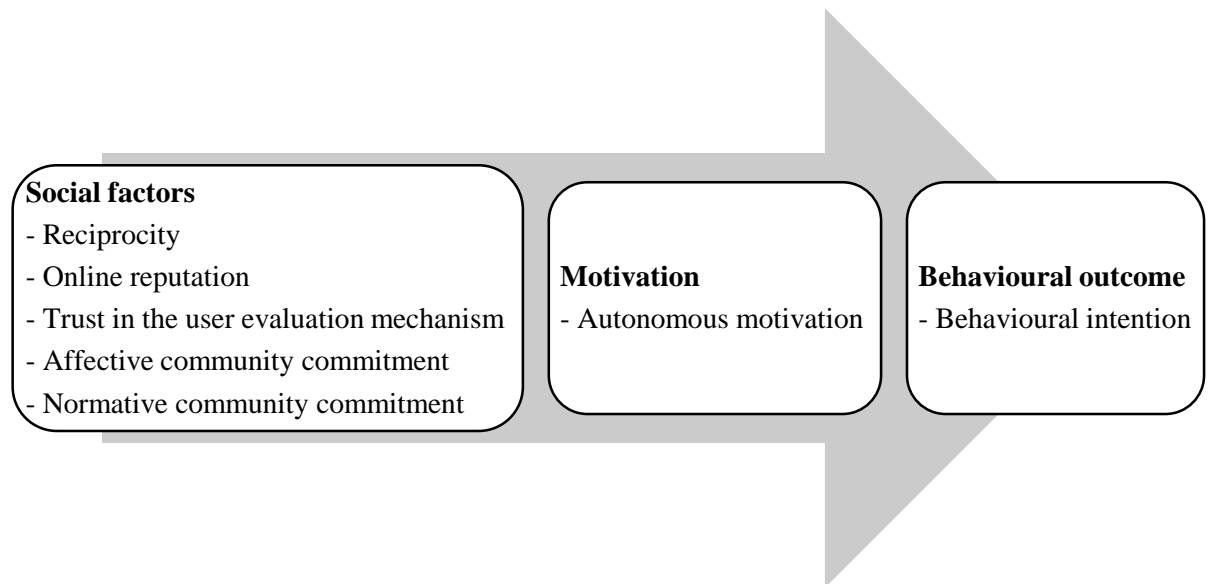 Social factors
- Reciprocity
- Online reputation
- Trust in the user evaluation mechanism
- Affective community commitment
- Normative community commitment
Motivation
- Autonomous motivation
Behavioural outcome
- Behavioural intention